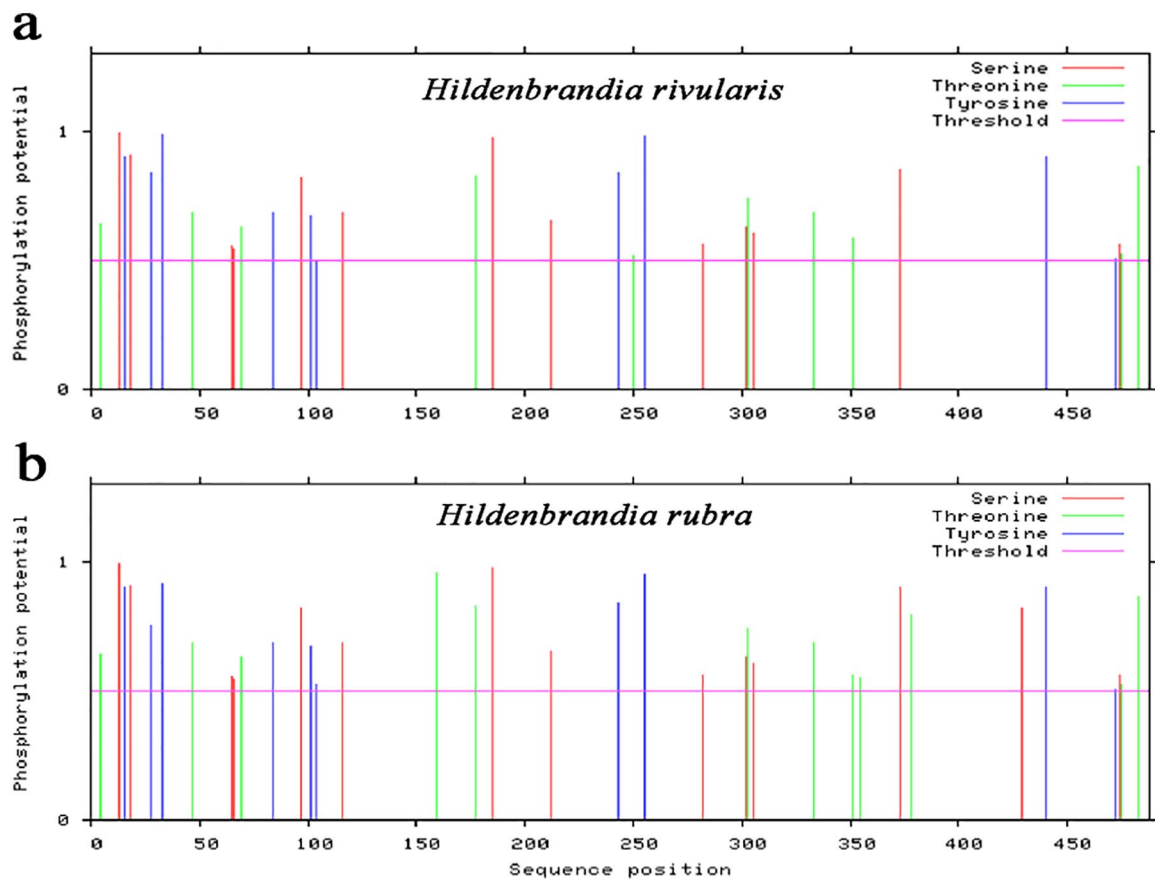 a
Hildenbrandia rivularis
Serine
Threonine
Tyrosine
Threshold
Phosphorylation potential
1
0
0 50 100 150 200 250 300 350 400 450
b
Hildenbrandia rubra
Serine
Threonine
Tyrosine
Threshold
Phosphorylation potential
1
0
0 50 100 150 200 250 300 350 400 450
Sequence position